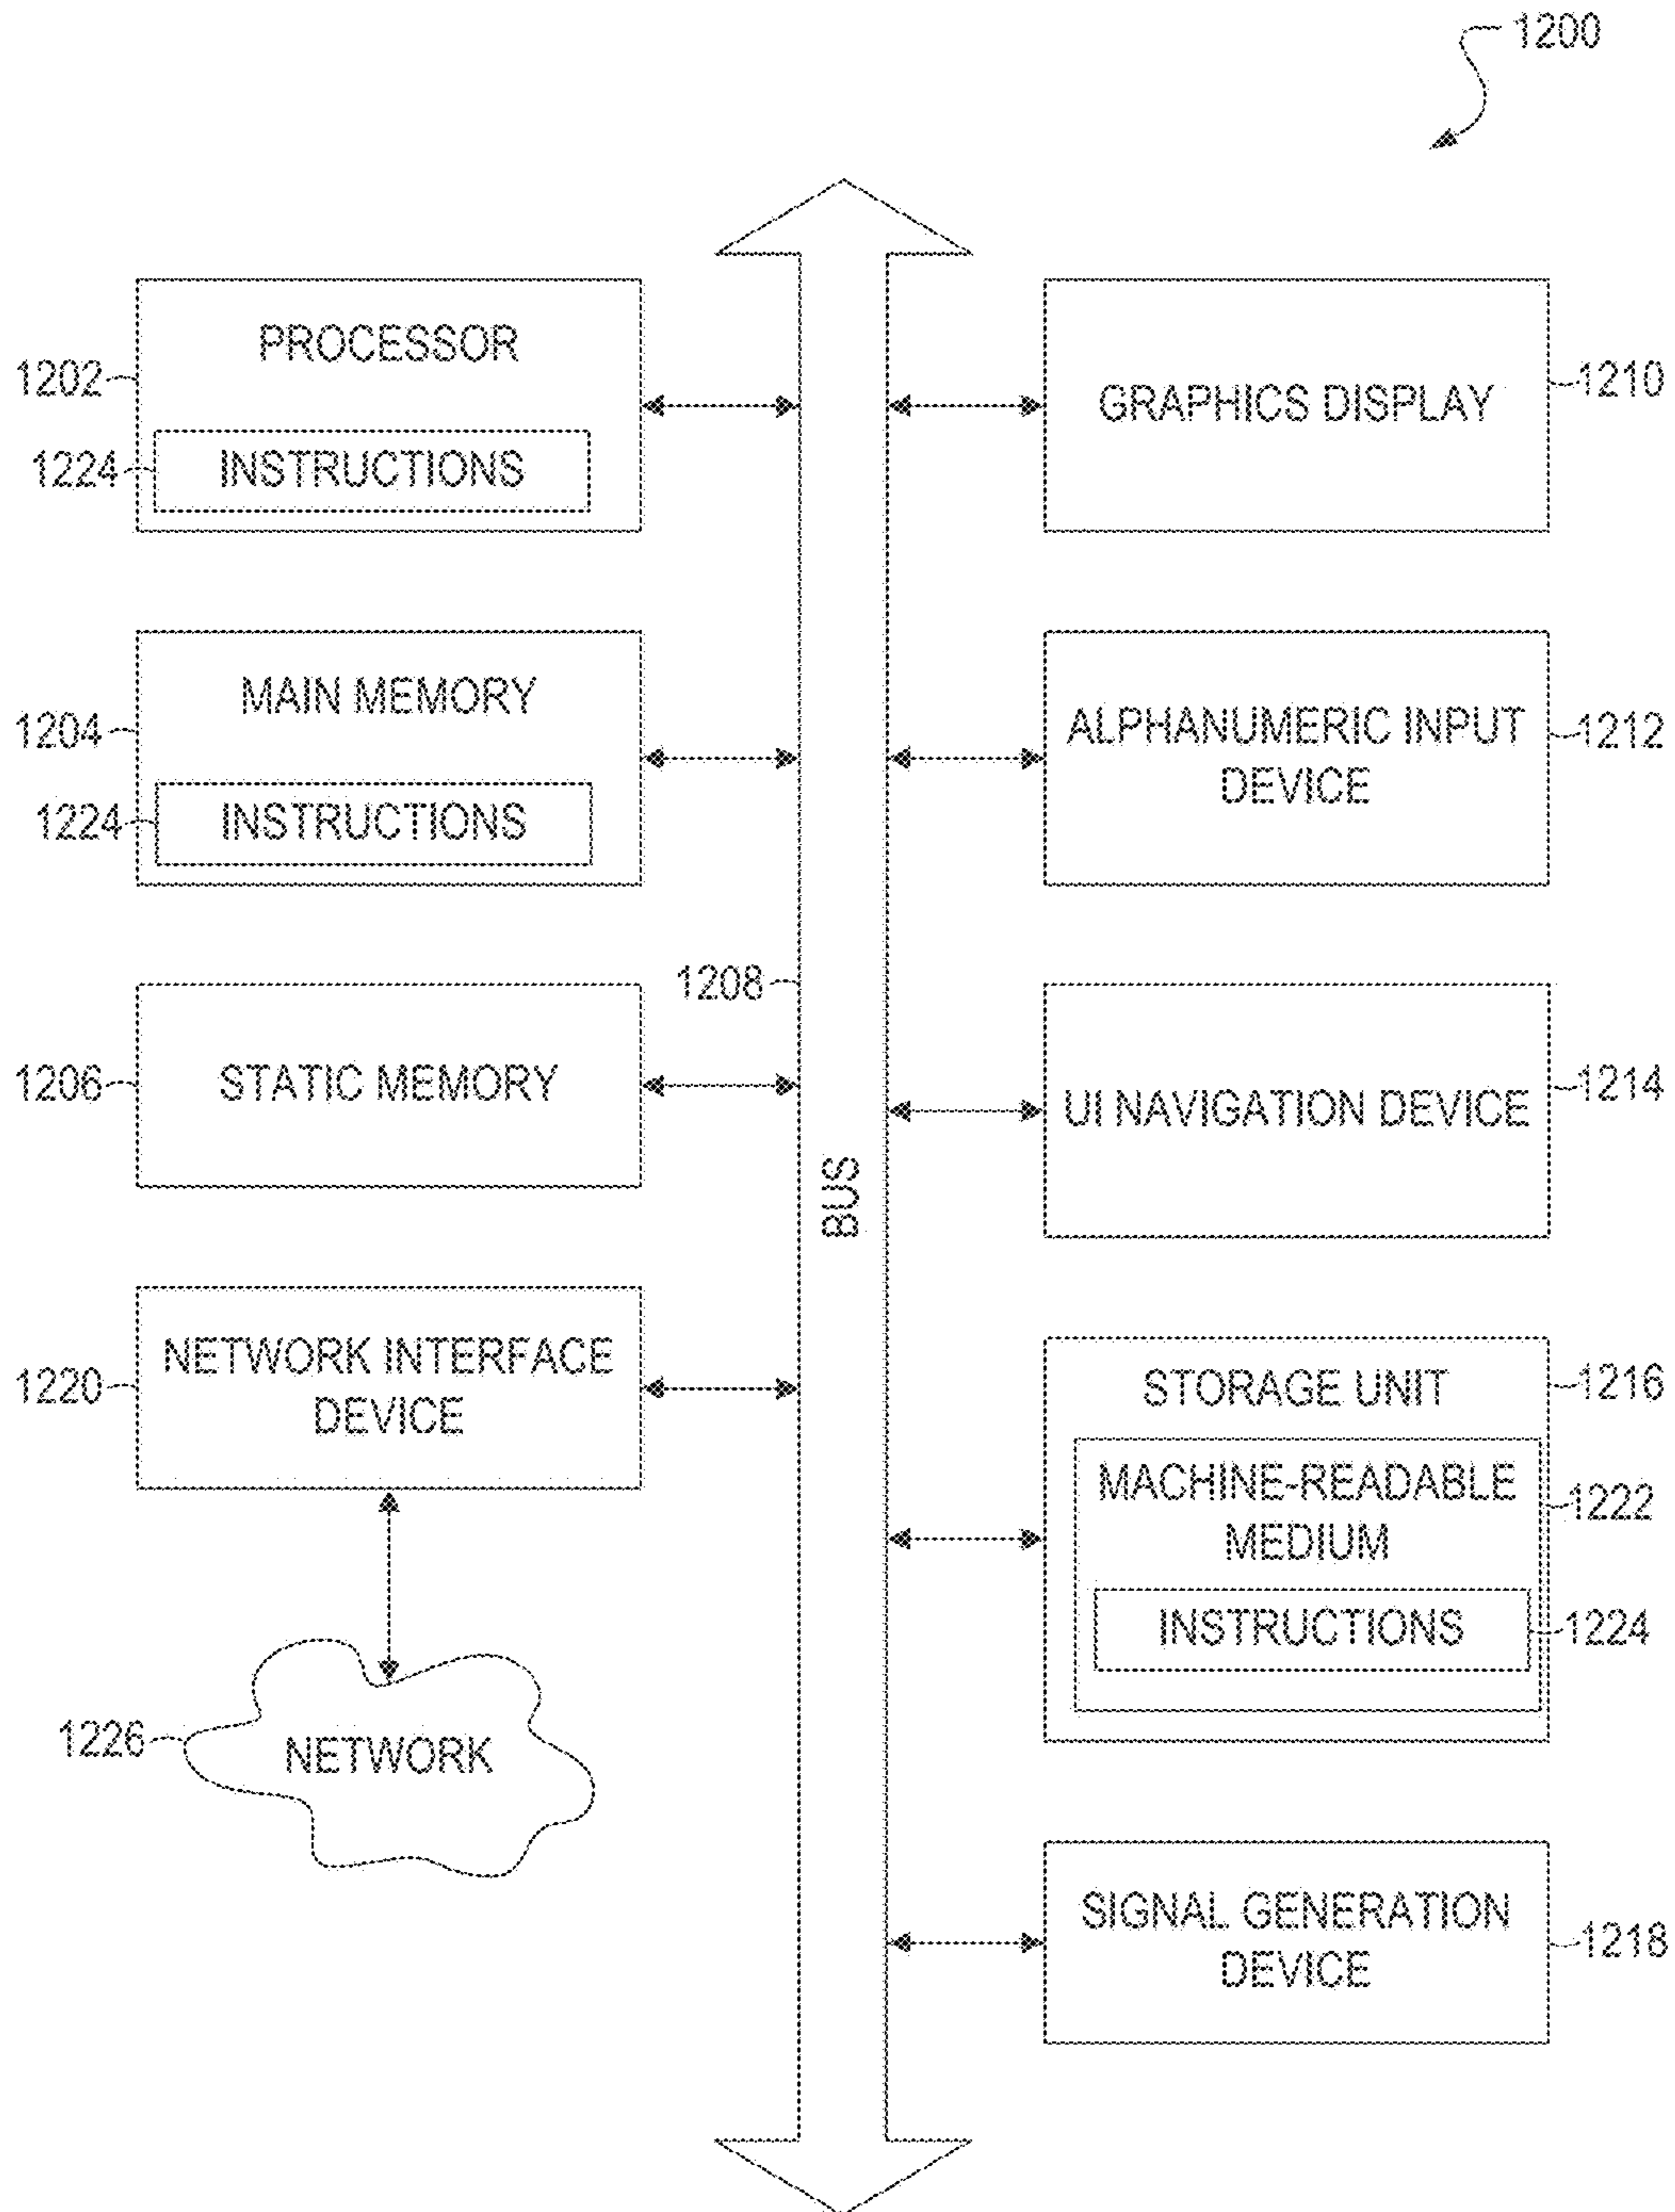 1200
PROCESSOR
1202
1224
INSTRUCTIONS
MAIN MEMORY
1204
1224
INSTRUCTIONS
1208
1206
STATIC MEMORY
BUS
NETWORK INTERFACE
DEVICE
1220
1226
NETWORK
GRAPHICS DISPLAY
1210
ALPHANUMERIC INPUT
DEVICE
1212
UI NAVIGATION DEVICE
1214
STORAGE UNIT
1216
MACHINE-READABLE
MEDIUM
1222
INSTRUCTIONS
1224
SIGNAL GENERATION
DEVICE
1218